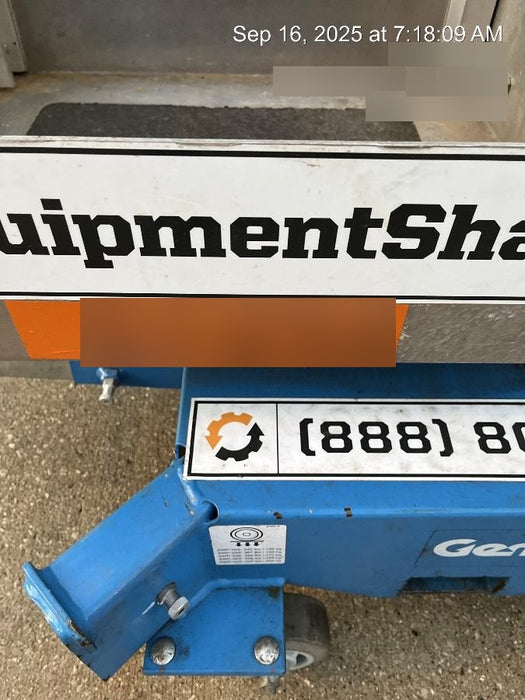 Sep 16, 2025 at 7:18:09 AM
uipmentSha
(888) 80
Gen